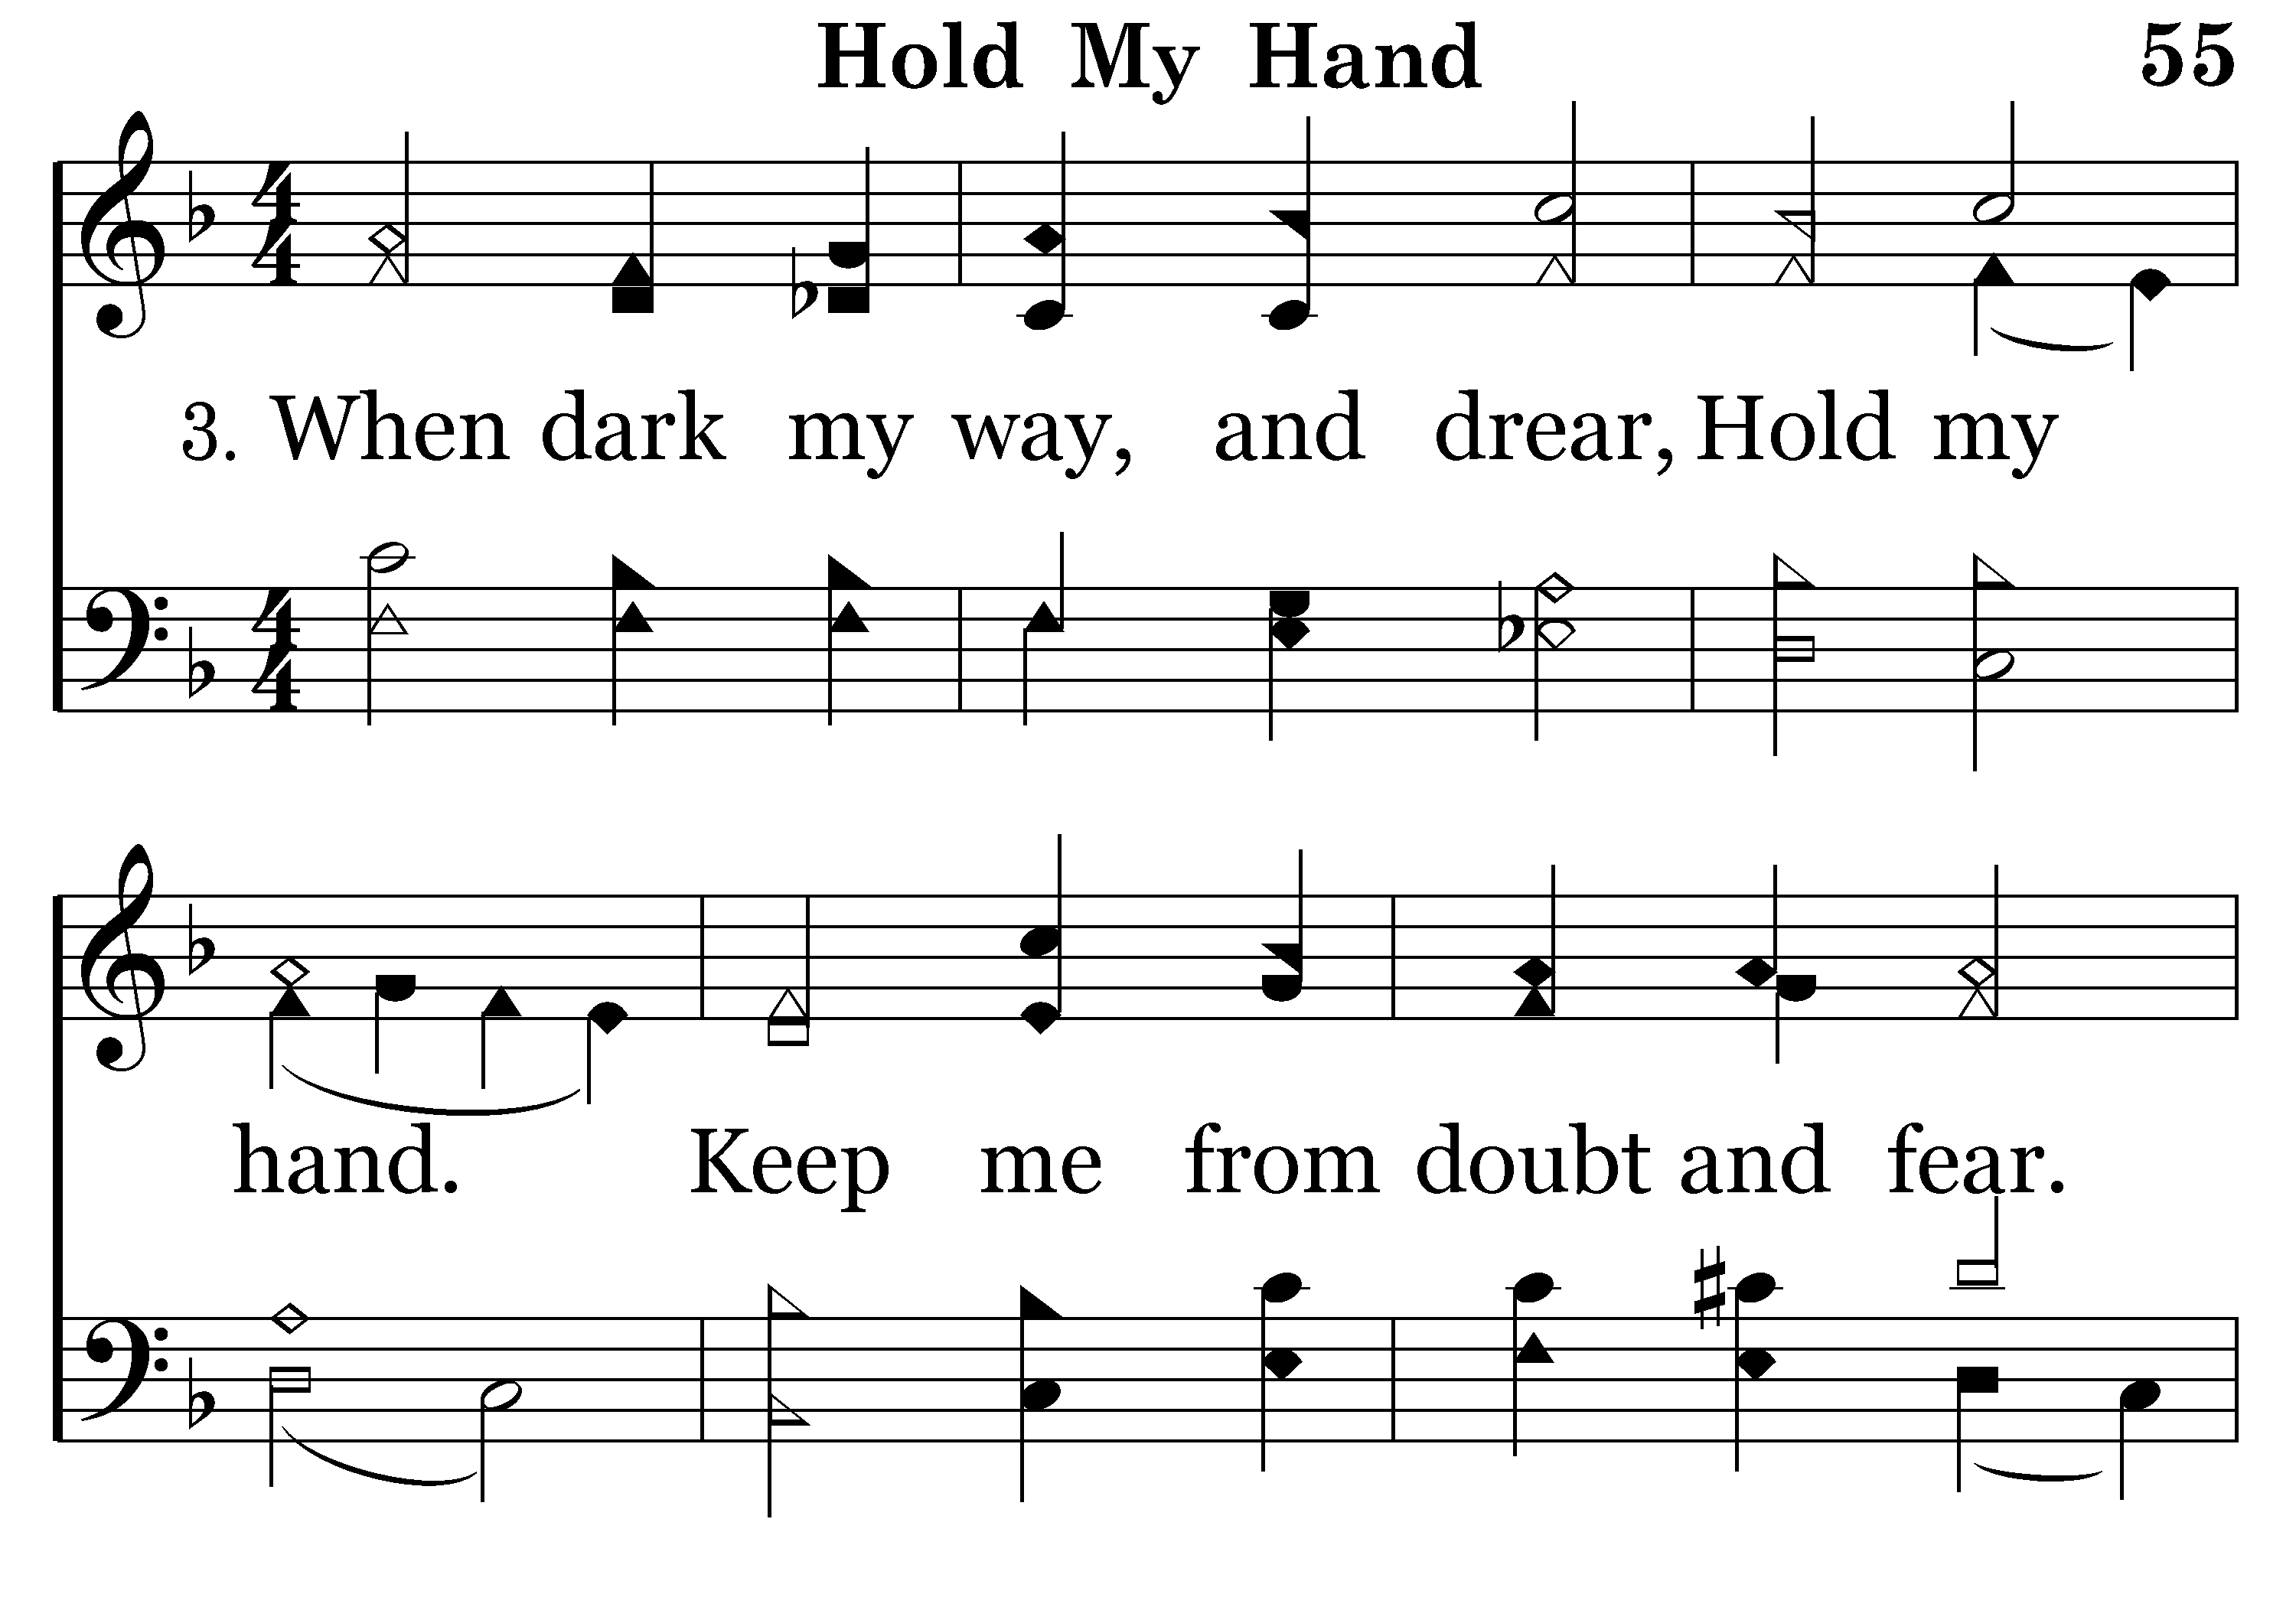 Hold My Hand 55
3. When dark my way, and drear, Hold my
hand. Keep me from doubt and fear.